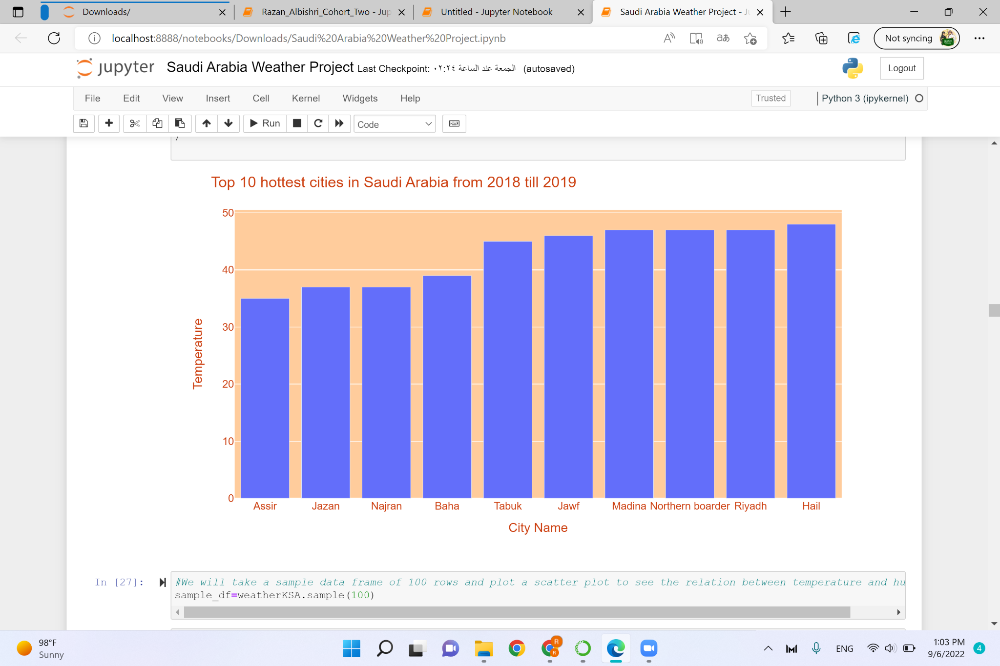 Downloads/
Razan_Albishri_Cohort_Two - Jup
Untitled - Jupyter Notebook
Saudi Arabia Weather Project - Ju
localhost:8888/notebooks/Downloads/Saudi%20Arabia%20Weather%20Project.ipynb
Not syncing
jupyter Saudi Arabia Weather Project Last Checkpoint: الجمعة عند الساعة ٠٢:٢٤ (autosaved)
Logout
File Edit View Insert Cell Kernel Widgets Help
Trusted
Python 3 (ipykernel)
Run
Code
)
Top 10 hottest cities in Saudi Arabia from 2018 till 2019
50
40
30
20
10
0
Temperature
Assir Jazan Najran Baha Tabuk Jawf Madina Northern boarder Riyadh Hail
City Name
In [27]:
#We will take a sample data frame of 100 rows and plot a scatter plot to see the relation between temperature and hu
sample_df=weatherKSA.sample(100)
98°F
Sunny
R
R
ENG
1:03 PM
9/6/2022
4